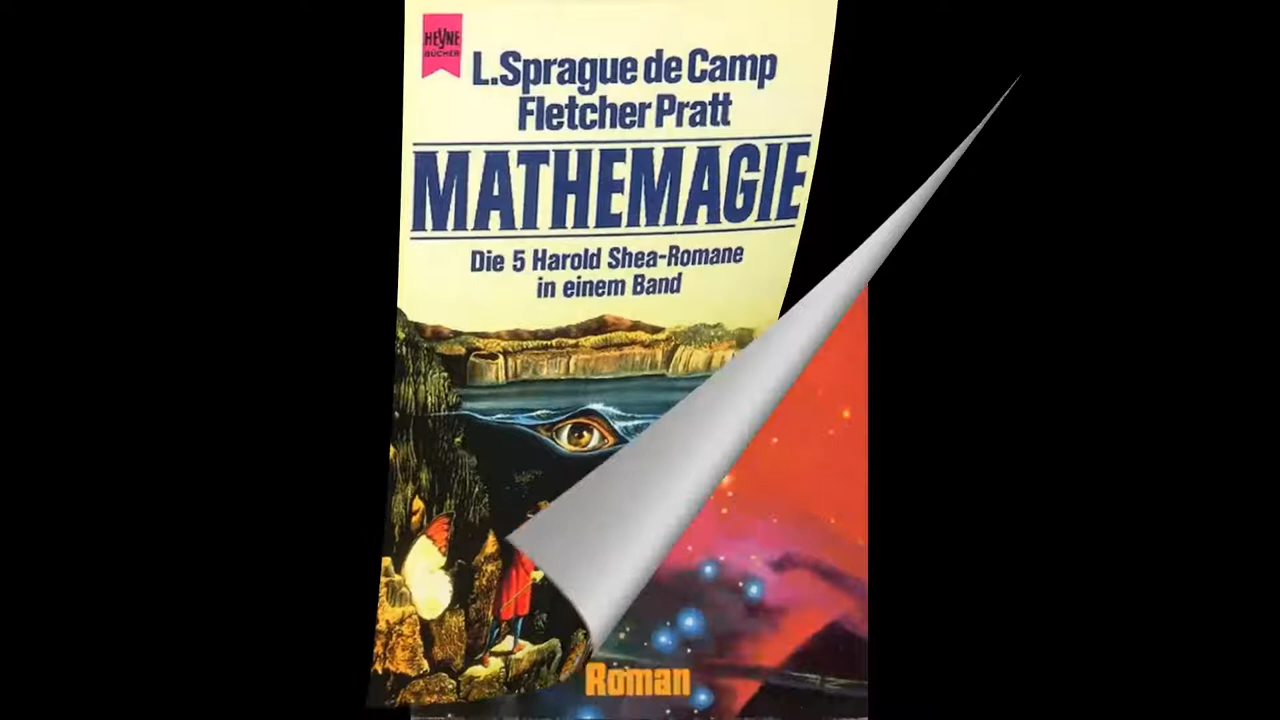 HEYNE
BÜCHER
L.Sprague de Camp
Fletcher Pratt
MATHEMAGIE
Die 5 Harold Shea-Romane
in einem Band
Roman